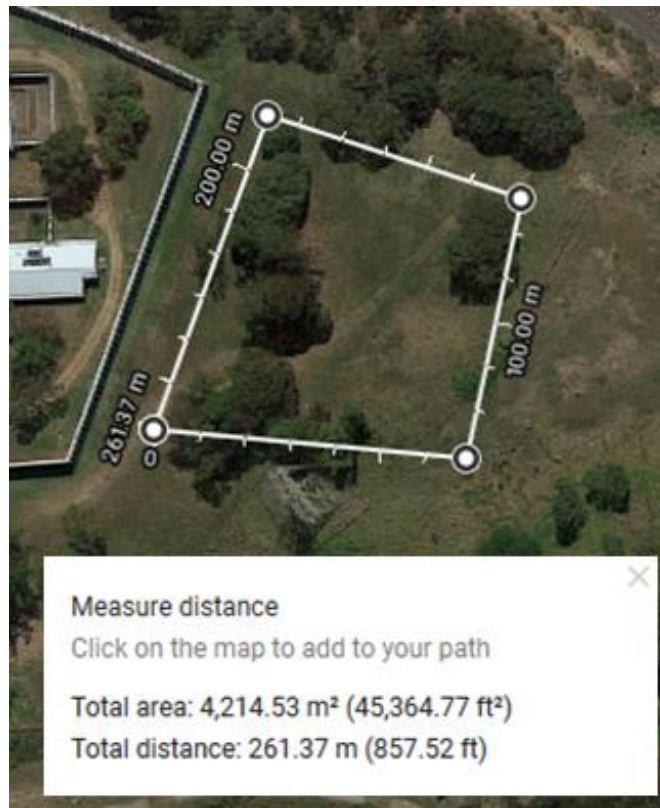 200.00 m
100.00 m
261.37 m
0
Measure distance
Click on the map to add to your path
Total area: 4,214.53 m² (45,364.77 ft²)
Total distance: 261.37 m (857.52 ft)